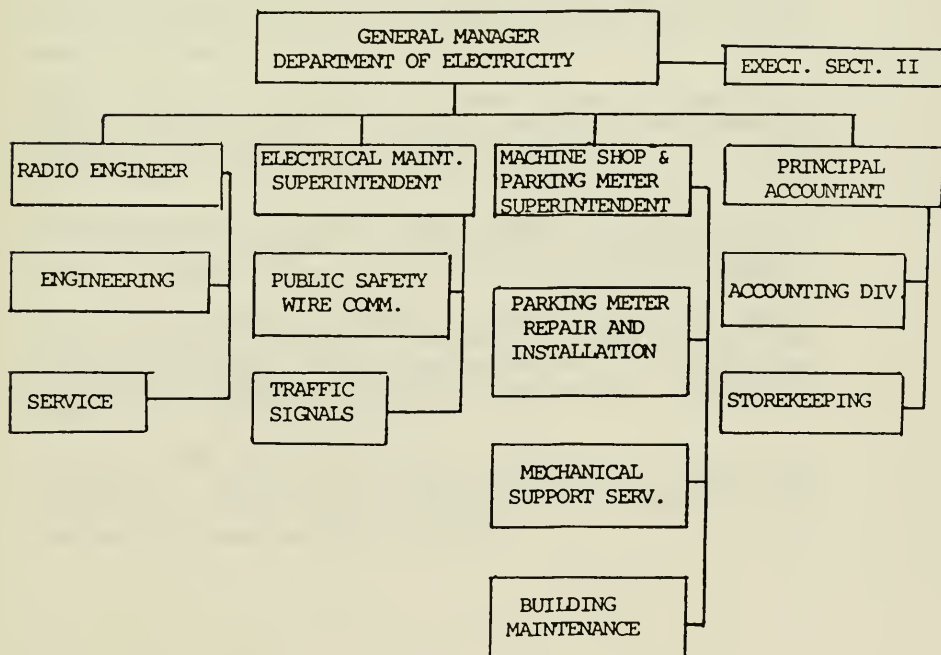 GENERAL MANAGER
DEPARTMENT OF ELECTRICITY
EXECT. SECT. II
RADIO ENGINEER
ELECTRICAL MAINT.
SUPERINTENDENT
MACHINE SHOP &
PARKING METER
SUPERINTENDENT
PRINCIPAL
ACCOUNTANT
ENGINEERING
PUBLIC SAFETY
WIRE COMM.
PARKING METER
REPAIR AND
INSTALLATION
ACCOUNTING DIV.
SERVICE
TRAFFIC
SIGNALS
STOREKEEPING
MECHANICAL
SUPPORT SERV.
BUILDING
MAINTENANCE